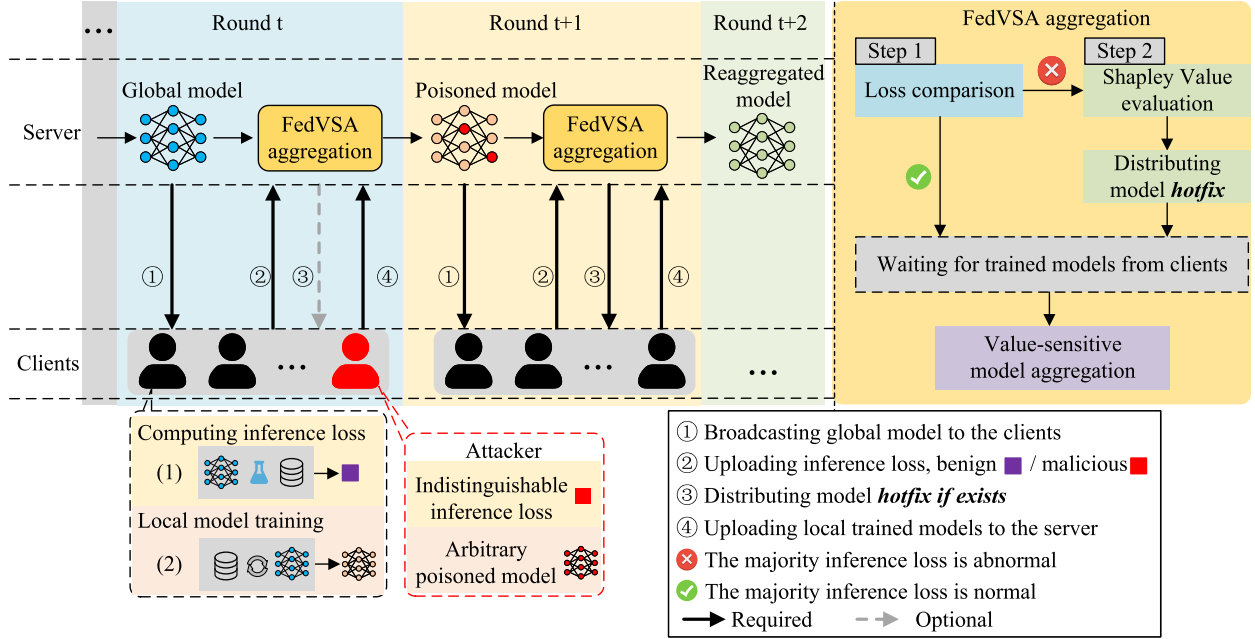 ...
Round t
Round t+1
Round t+2
Server
Global model
FedVSA
aggregation
Poisoned model
FedVSA
aggregation
Reaggregated
model
① ② ③ ④
① ② ③ ④
Clients
...
...
...
Computing inference loss
(1)
Local model training
(2)
Attacker
Indistinguishable
inference loss
Arbitrary
poisoned model
FedVSA aggregation
Step 1
Loss comparison
Step 2
Shapley Value
evaluation
Distributing
model hotfix
Waiting for trained models from clients
Value-sensitive
model aggregation
① Broadcasting global model to the clients
② Uploading inference loss, benign / malicious
③ Distributing model hotfix if exists
④ Uploading local trained models to the server
The majority inference loss is abnormal
The majority inference loss is normal
Required Optional